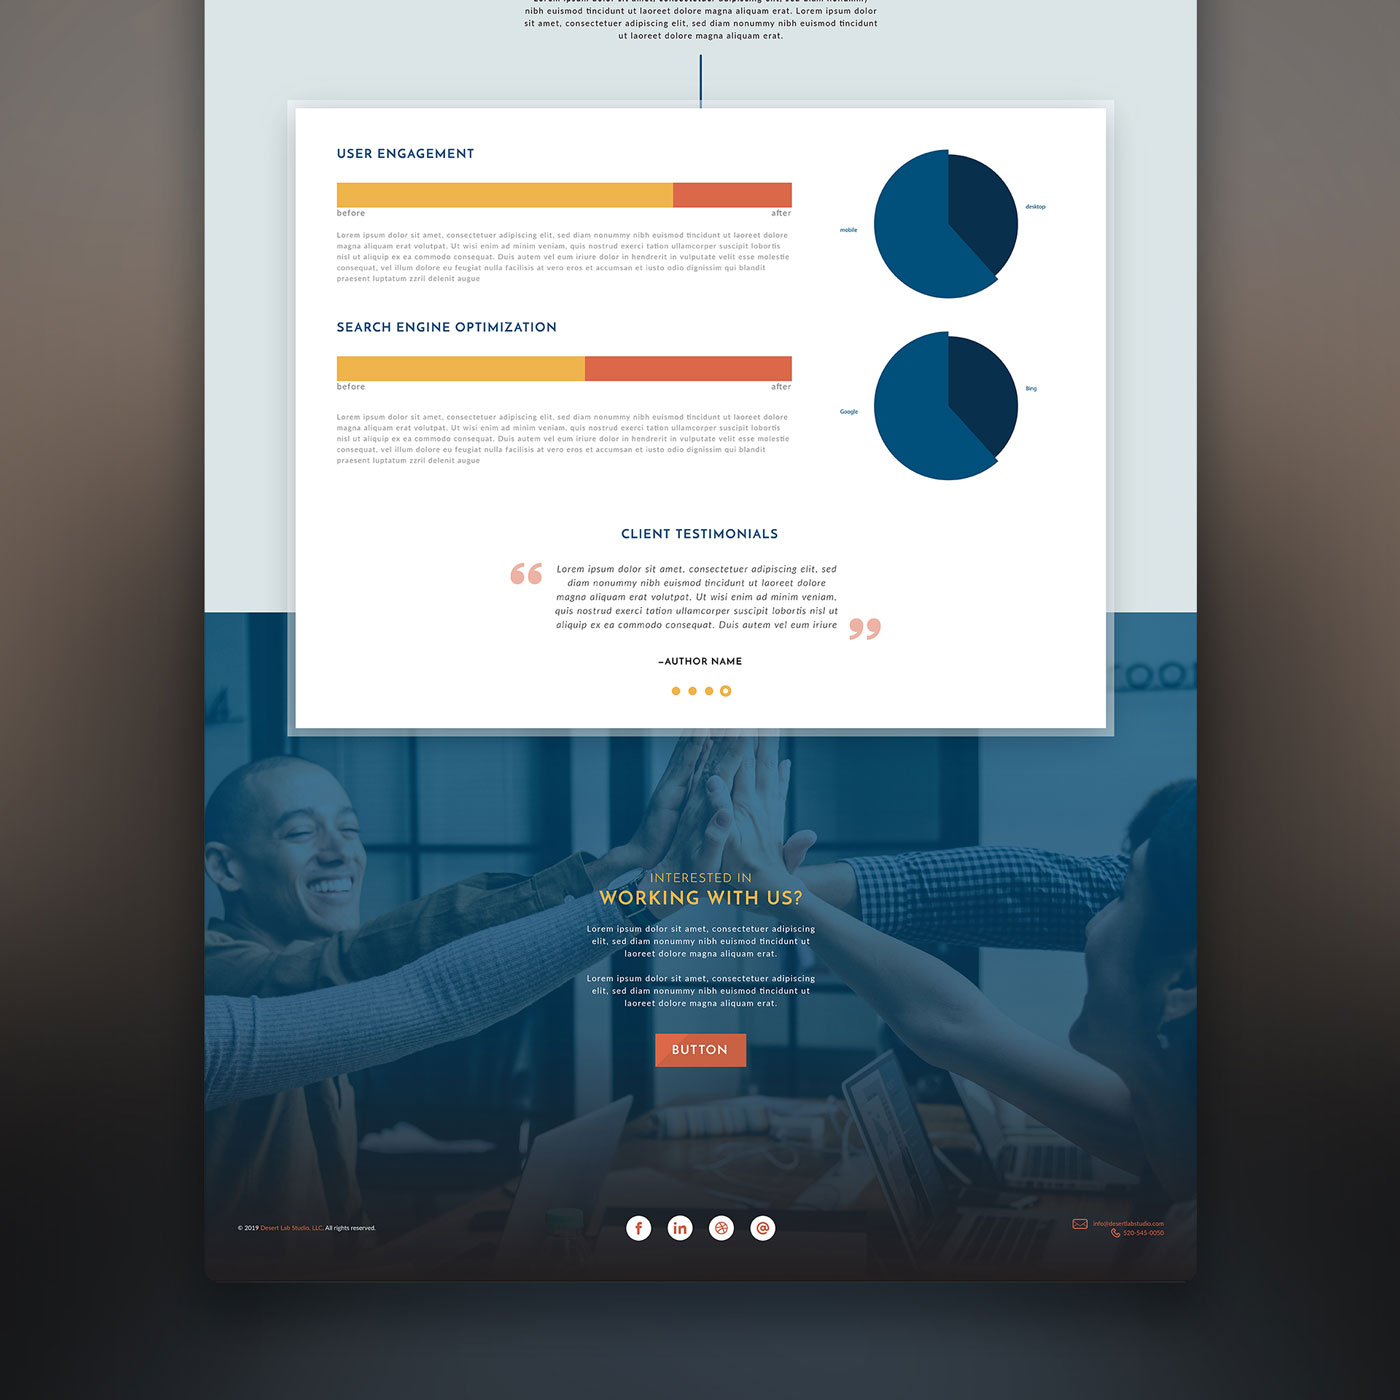 nibh euismod tincidunt ut laoreet dolore magna aliquam erat. Lorem ipsum dolor
sit amet, consectetuer adipiscing elit, sed diam nonummy nibh euismod tincidunt
ut laoreet dolore magna aliquam erat.
USER ENGAGEMENT
before
after
Lorem ipsum dolor sit amet, consectetuer adipiscing elit, sed diam nonummy nibh euismod tincidunt ut laoreet dolore
magna aliquam erat volutpat. Ut wisi enim ad minim veniam, quis nostrud exerci tation ullamcorper suscipit lobortis
nisl ut aliquip ex ea commodo consequat. Duis autem vel eum iriure dolor in hendrerit in vulputate velit esse molestie
consequat, vel illum dolore eu feugiat nulla facilisis at vero eros et accumsan et iusto odio dignissim qui blandit
praesent luptatum zzril delenit augue
mobile
desktop
SEARCH ENGINE OPTIMIZATION
before
after
Lorem ipsum dolor sit amet, consectetuer adipiscing elit, sed diam nonummy nibh euismod tincidunt ut laoreet dolore
magna aliquam erat volutpat. Ut wisi enim ad minim veniam, quis nostrud exerci tation ullamcorper suscipit lobortis
nisl ut aliquip ex ea commodo consequat. Duis autem vel eum iriure dolor in hendrerit in vulputate velit esse molestie
consequat, vel illum dolore eu feugiat nulla facilisis at vero eros et accumsan et iusto odio dignissim qui blandit
praesent luptatum zzril delenit augue
Google
Bing
CLIENT TESTIMONIALS
“ Lorem ipsum dolor sit amet, consectetuer adipiscing elit, sed
diam nonummy nibh euismod tincidunt ut laoreet dolore
magna aliquam erat volutpat. Ut wisi enim ad minim veniam,
quis nostrud exerci tation ullamcorper suscipit lobortis nisl ut
aliquip ex ea commodo consequat. Duis autem vel eum iriure ”
–AUTHOR NAME
INTERESTED IN
WORKING WITH US?
Lorem ipsum dolor sit amet, consectetuer adipiscing
elit, sed diam nonummy nibh euismod tincidunt ut
laoreet dolore magna aliquam erat.
Lorem ipsum dolor sit amet, consectetuer adipiscing
elit, sed diam nonummy nibh euismod tincidunt ut
laoreet dolore magna aliquam erat.
BUTTON
© 2019 Desert Lab Studio, LLC. All rights reserved.
f in @
info@desertlabstudio.com
520-545-0050